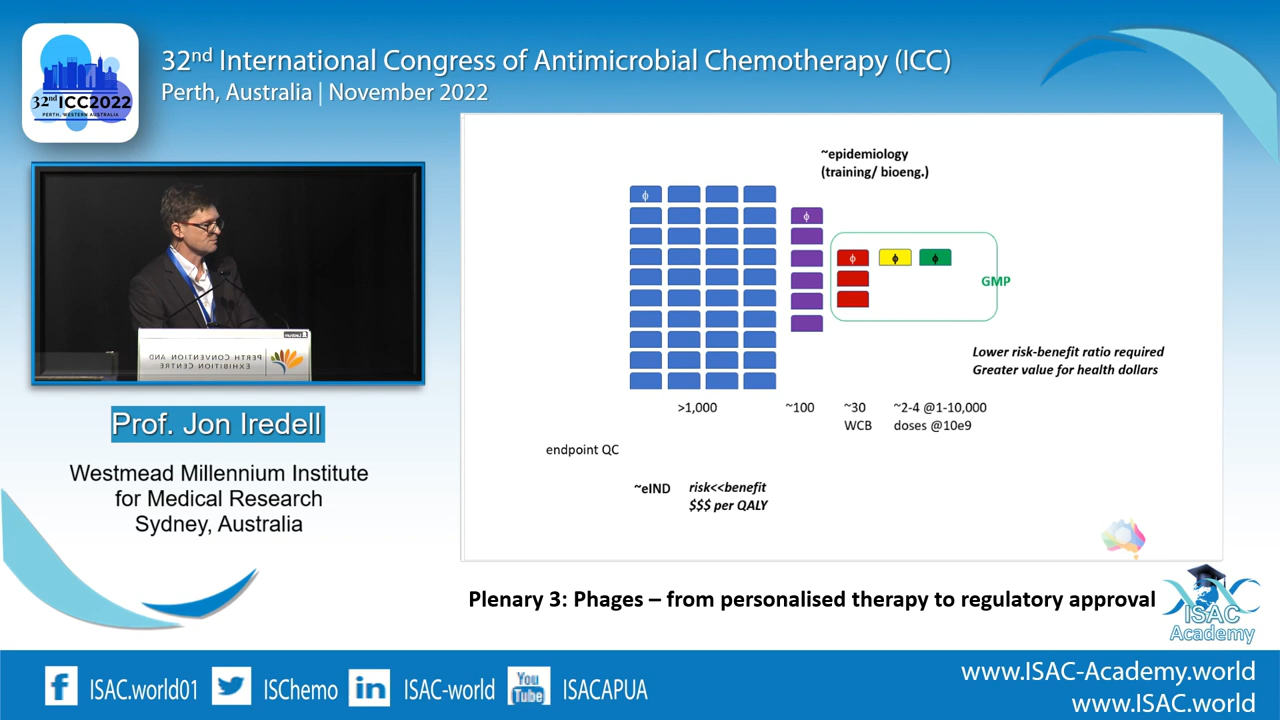 32nd International Congress of Antimicrobial Chemotherapy (ICC)
Perth, Australia | November 2022
32nd ICC2022
PERTH, WESTERN AUSTRALIA
PERTH CONVENTION AND
EXHIBITION CENTRE
Prof. Jon Iredell
Westmead Millennium Institute
for Medical Research
Sydney, Australia
~epidemiology
(training/ bioeng.)
ϕ
ϕ
ϕ ϕ ϕ
GMP
Lower risk-benefit ratio required
Greater value for health dollars
>1,000 ~100 ~30 ~2-4 @1-10,000
WCB doses @10e9
endpoint QC
~eIND risk<<benefit
$$$ per QALY
Plenary 3: Phages – from personalised therapy to regulatory approval
ISAC
Academy
ISAC.world01 ISChemo ISAC-world You Tube ISACAPUA
www.ISAC-Academy.world
www.ISAC.world